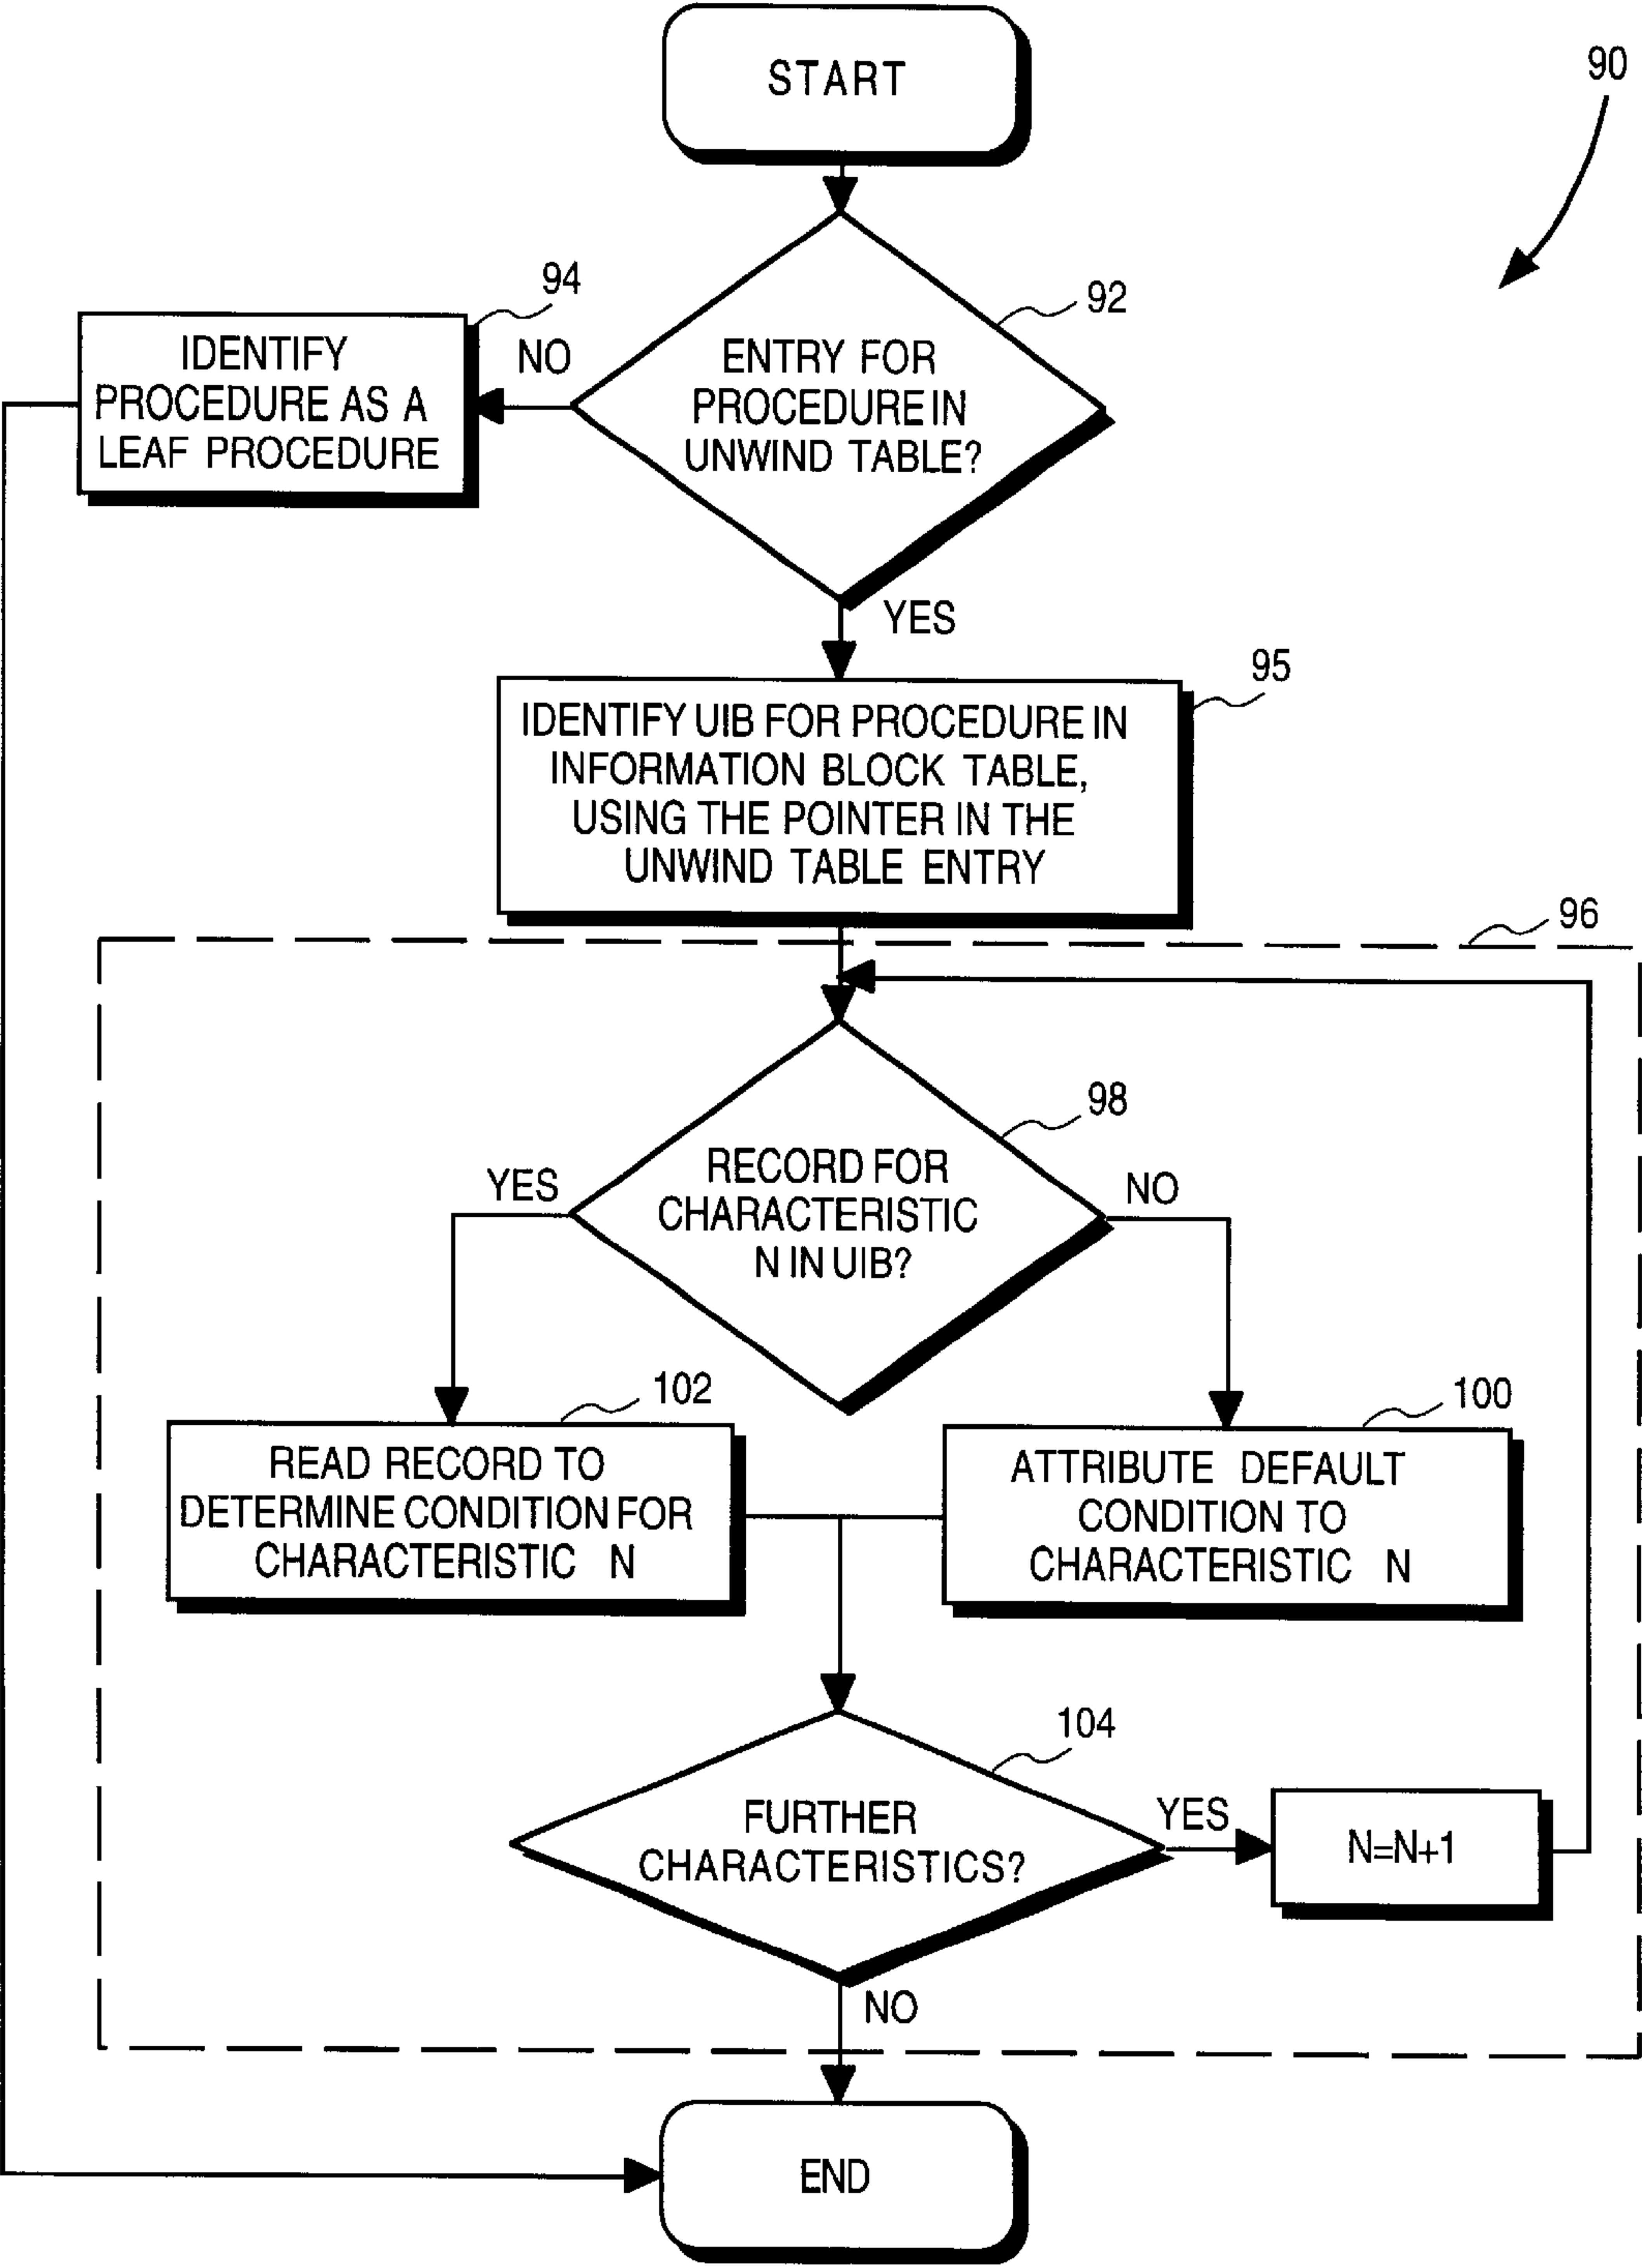 START
90
94
92
IDENTIFY
PROCEDURE AS A
LEAF PROCEDURE
NO
ENTRY FOR
PROCEDURE IN
UNWIND TABLE?
YES
95
IDENTIFY UIB FOR PROCEDURE IN
INFORMATION BLOCK TABLE,
USING THE POINTER IN THE
UNWIND TABLE ENTRY
96
98
YES
RECORD FOR
CHARACTERISTIC
N IN UIB?
NO
102
100
READ RECORD TO
DETERMINE CONDITION FOR
CHARACTERISTIC N
ATTRIBUTE DEFAULT
CONDITION TO
CHARACTERISTIC N
104
FURTHER
CHARACTERISTICS?
YES
N=N+1
NO
END